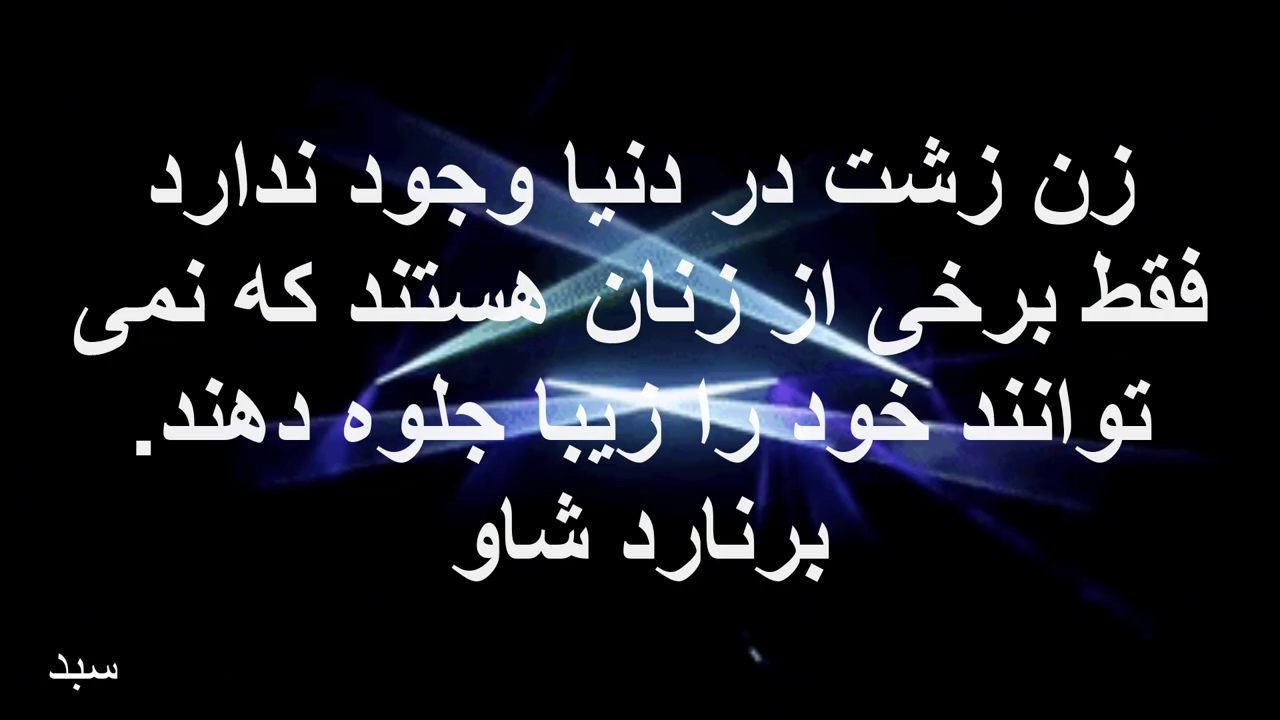 زن زشت در دنیا وجود ندارد
فقط برخی از زنان هستند که نمی
توانند خود را زیبا جلوه دهند.
برنارد شاو
سبد